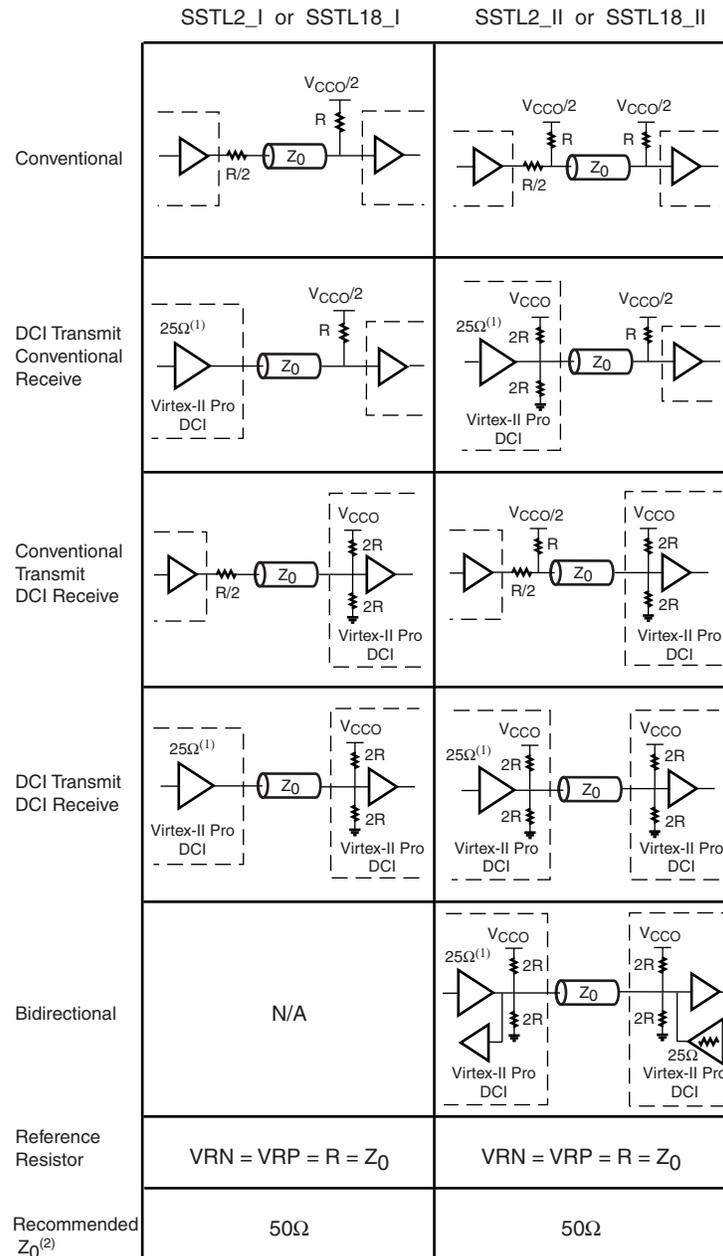 SSTL2_I or SSTL18_I
SSTL2_II or SSTL18_II
Conventional
VCCO/2
R
R/2
Z0
VCCO/2
VCCO/2
R
R
R/2
Z0
DCI Transmit
Conventional
Receive
25Ω(1)
VCCO/2
R
Z0
Virtex-II Pro
DCI
25Ω(1)
VCCO
2R
2R
VCCO/2
R
Z0
Virtex-II Pro
DCI
Conventional
Transmit
DCI Receive
R/2
Z0
VCCO
2R
2R
Virtex-II Pro
DCI
VCCO/2
R
R/2
Z0
VCCO
2R
2R
Virtex-II Pro
DCI
DCI Transmit
DCI Receive
25Ω(1)
Virtex-II Pro
DCI
Z0
VCCO
2R
2R
Virtex-II Pro
DCI
25Ω(1)
VCCO
2R
2R
Virtex-II Pro
DCI
Z0
VCCO
2R
2R
Virtex-II Pro
DCI
Bidirectional
N/A
25Ω(1)
VCCO
2R
2R
Virtex-II Pro
DCI
Z0
VCCO
2R
2R
25Ω
Virtex-II Pro
DCI
Reference
Resistor
VRN = VRP = R = Z0
VRN = VRP = R = Z0
Recommended
Z0(2)
50Ω
50Ω